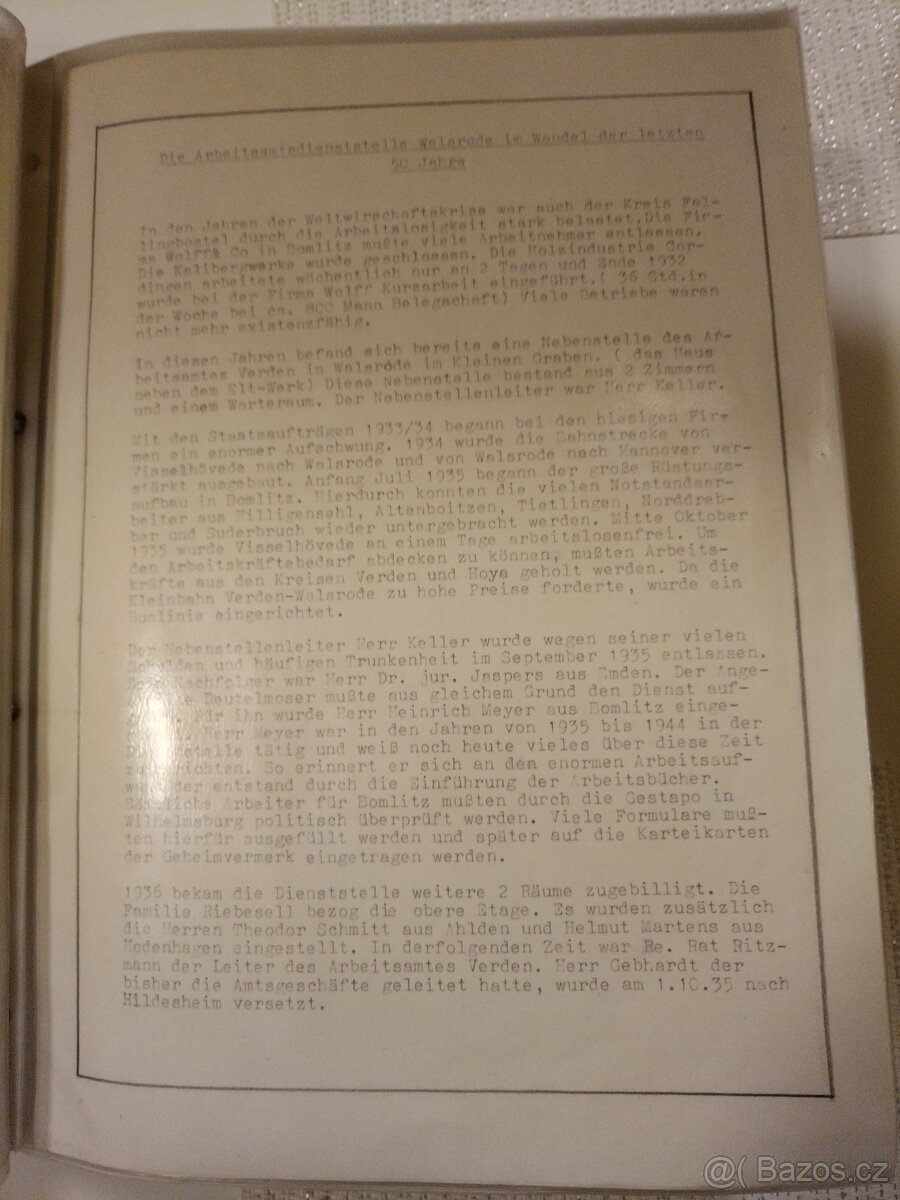 Die Arbeitsamtsdienststelle Walsrode im Wandel der letzten
50 Jahre
In den Jahren der Weltwirtschaftskrise war auch der Kreis Fal-
lingbostel durch die Arbeitslosigkeit stark belastet.Die Fir-
ma Wolff& Co in Bomlitz mußte viele Arbeitnehmer entlassen.
Die Kalibergwerke wurde geschlossen. Die Holzindustrie Cor-
dingen arbeitete wöchentlich nur an 2 Tagen und Ende 1932
wurde bei der Firma Wolff Kurzarbeit eingeführt.( 36 Std.in
der Woche bei ca. 800 Mann Belegschaft) Viele Betriebe waren
nicht mehr existensfähig.
In diesen Jahren befand sich bereits eine Nebenstelle des Ar-
beitsamtes Verden in Walsrode im Kleinen Graben. ( das Haus
neben dem Elt-Werk) Diese Nebenstelle bestand aus 2 Zimmern
und einem Warteraum. Der Nebenstellenleiter war Herr Keller.
Mit den Staatsaufträgen 1933/34 begann bei den hiesigen Fir-
men ein enormer Aufschwung. 1934 wurde die Bahnstrecke von
Visselhövede nach Walsrode und von Walsrode nach Hannover ver-
stärkt ausgebaut. Anfang Juli 1935 begann der große Rüstungs-
aufbau in Bomlitz. Hierdurch konnten die vielen Notstandsar-
beiter aus Hilligensehl, Altenboitzen, Tietlingen, Norddreb-
ber und Suderbruch wieder untergebracht werden. Mitte Oktober
1935 wurde Visselhövede an einem Tage arbeitslosenfrei. Um
den Arbeitskräftebedarf abdecken zu können, mußten Arbeits-
kräfte aus den Kreisen Verden und Hoya geholt werden. Da die
Kleinbahn Verden-Walsrode zu hohe Preise forderte, wurde ein
Buslinie eingerichtet.
Der Nebenstellenleiter Herr Keller wurde wegen seiner vielen
Schulden und häufigen Trunkenheit im September 1935 entlassen.
Nachfolger war Herr Dr. jur. Jaspers aus Emden. Der Ange-
Deutelmoser mußte aus gleichem Grund den Dienst auf-
Für ihn wurde Herr Heinrich Meyer aus Bomlitz einge-
Herr Meyer war in den Jahren von 1935 bis 1944 in der
Dienststelle tätig und weiß noch heute vieles über diese Zeit
zu berichten. So erinnert er sich an den enormen Arbeitsauf-
der entstand durch die Einführung der Arbeitsbücher.
Sämtliche Arbeiter für Bomlitz mußten durch die Gestapo in
Wilhelmsburg politisch überprüft werden. Viele Formulare muß-
ten hierfür ausgefüllt werden und später auf die Karteikarten
der Geheimvermerk eingetragen werden.
1936 bekam die Dienststelle weitere 2 Räume zugebilligt. Die
Familie Riebesell bezog die obere Etage. Es wurden zusätzlich
die Herren Theodor Schmitt aus Ahlden und Helmut Martens aus
Hodenhagen eingestellt. In derfolgenden Zeit war Re. Rat Ritz-
mann der Leiter des Arbeitsamtes Verden. Herr Gebhardt der
bisher die Amtsgeschäfte geleitet hatte, wurde am 1.10.35 nach
Hildesheim versetzt.
@( Bazos.cz